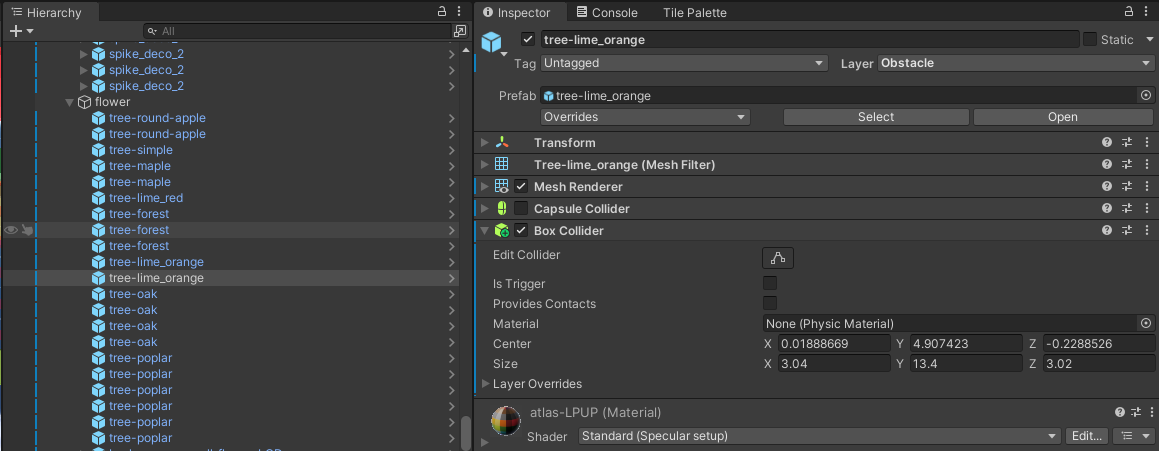 Hierarchy
All
spike_deco_2
spike_deco_2
spike_deco_2
spike_deco_2
flower
tree-round-apple
tree-round-apple
tree-simple
tree-maple
tree-maple
tree-lime_red
tree-forest
tree-forest
tree-forest
tree-lime_orange
tree-lime_orange
tree-oak
tree-oak
tree-oak
tree-oak
tree-poplar
tree-poplar
tree-poplar
tree-poplar
tree-poplar
tree-poplar
Inspector Console Tile Palette
tree-lime_orange Static
Tag Untagged Layer Obstacle
Prefab tree-lime_orange
Overrides Select Open
Transform
Tree-lime_orange (Mesh Filter)
Mesh Renderer
Capsule Collider
Box Collider
Edit Collider
Is Trigger
Provides Contacts
Material None (Physic Material)
Center X 0.01888669 Y 4.907423 Z -0.2288526
Size X 3.04 Y 13.4 Z 3.02
Layer Overrides
atlas-LPUP (Material)
Shader Standard (Specular setup) Edit...